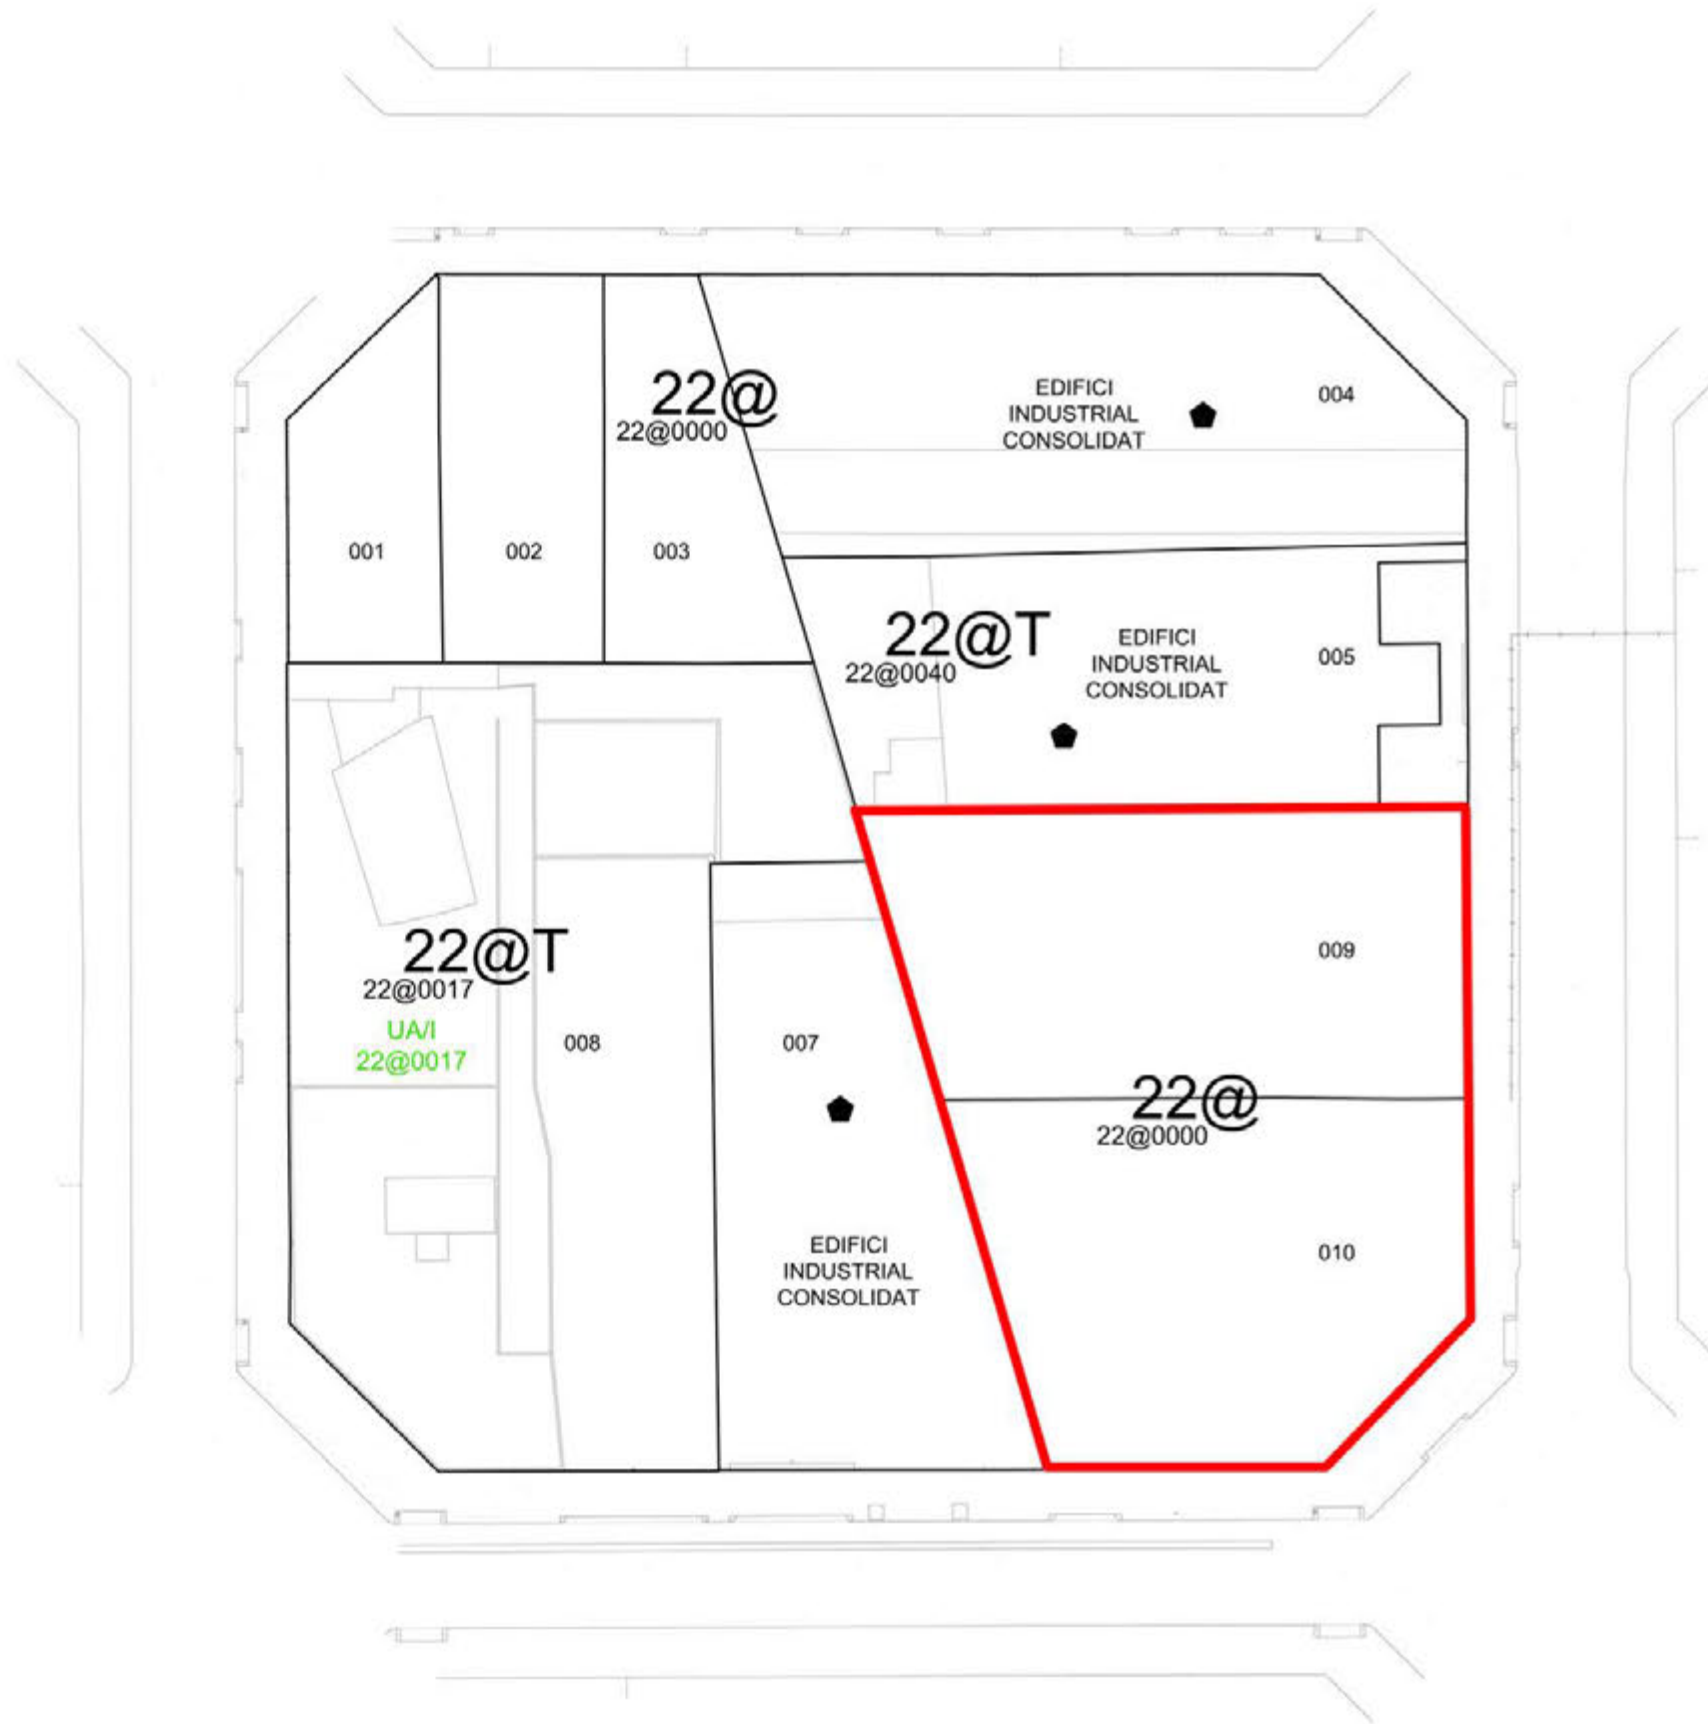 22@
22@0000
EDIFICI
INDUSTRIAL
CONSOLIDAT
004
001
002
003
22@T
22@0040
EDIFICI
INDUSTRIAL
CONSOLIDAT
005
22@T
22@0017
UA/I
22@0017
008
007
009
22@
22@0000
EDIFICI
INDUSTRIAL
CONSOLIDAT
010